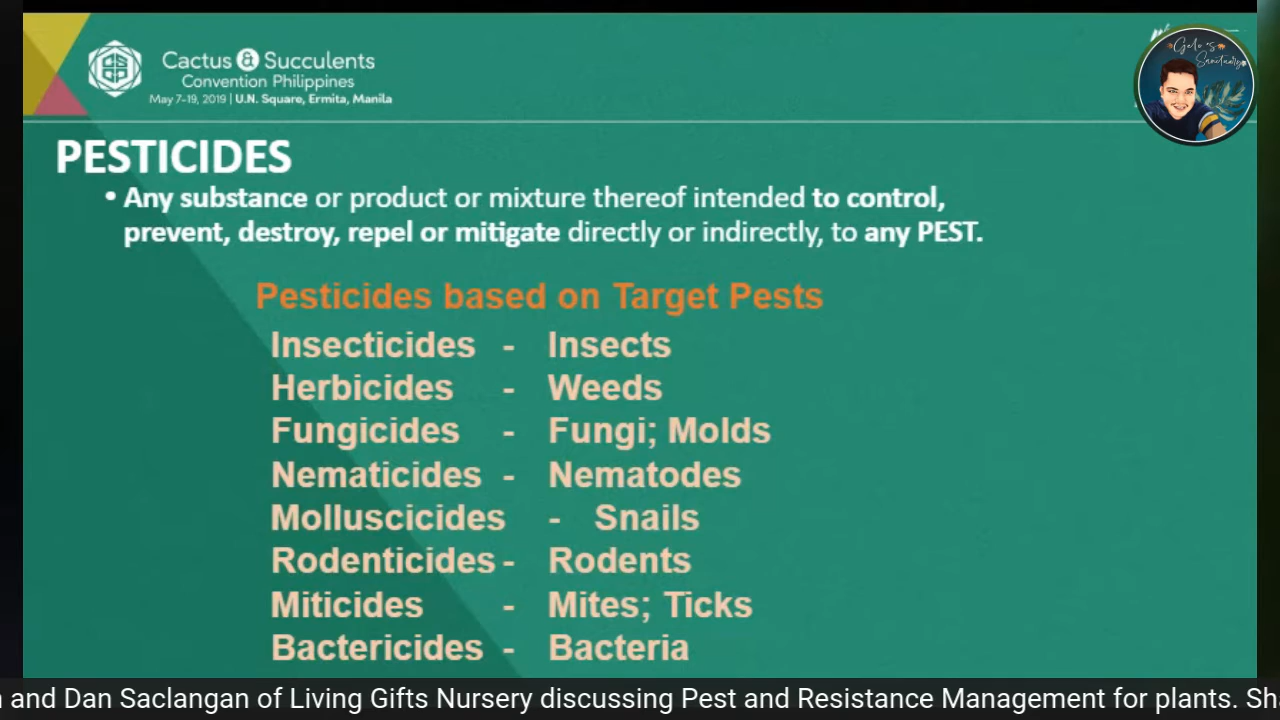 Cactus & Succulents
Convention Philippines
May 7-19, 2019 | U.N. Square, Ermita, Manila
Gelo's
Sanctuary
PESTICIDES
• Any substance or product or mixture thereof intended to control,
prevent, destroy, repel or mitigate directly or indirectly, to any PEST.
Pesticides based on Target Pests
Insecticides - Insects
Herbicides - Weeds
Fungicides - Fungi; Molds
Nematicides - Nematodes
Molluscicides - Snails
Rodenticides - Rodents
Miticides - Mites; Ticks
Bactericides - Bacteria
and Dan Saclangan of Living Gifts Nursery discussing Pest and Resistance Management for plants. Sh